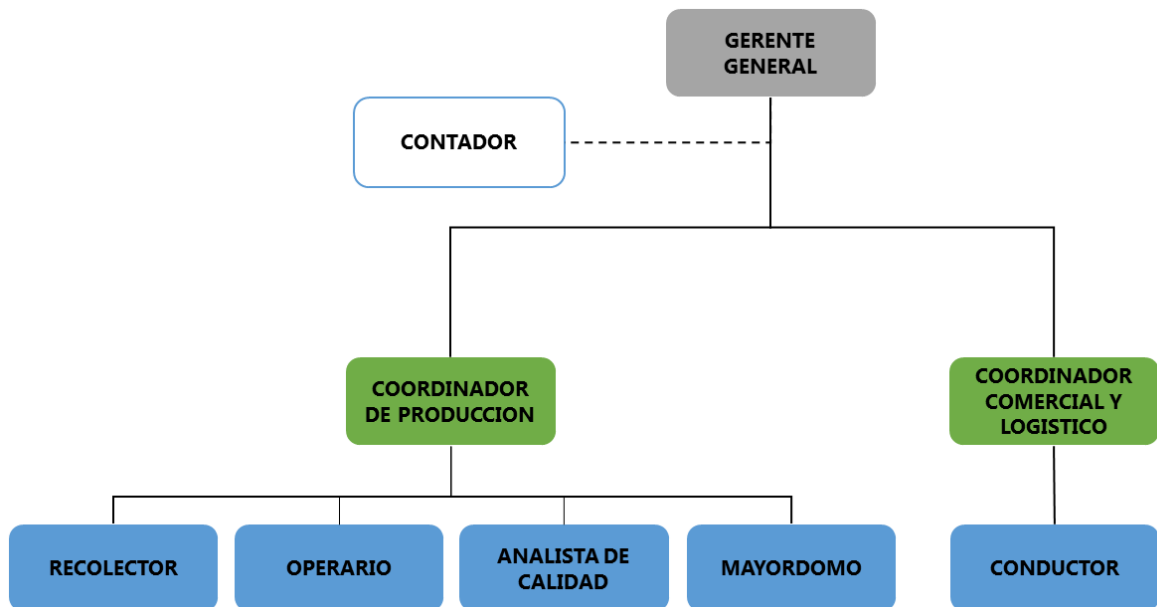 GERENTE
GENERAL
CONTADOR
COORDINADOR
DE PRODUCCION
COORDINADOR
COMERCIAL Y
LOGISTICO
RECOLECTOR
OPERARIO
ANALISTA DE
CALIDAD
MAYORDOMO
CONDUCTOR